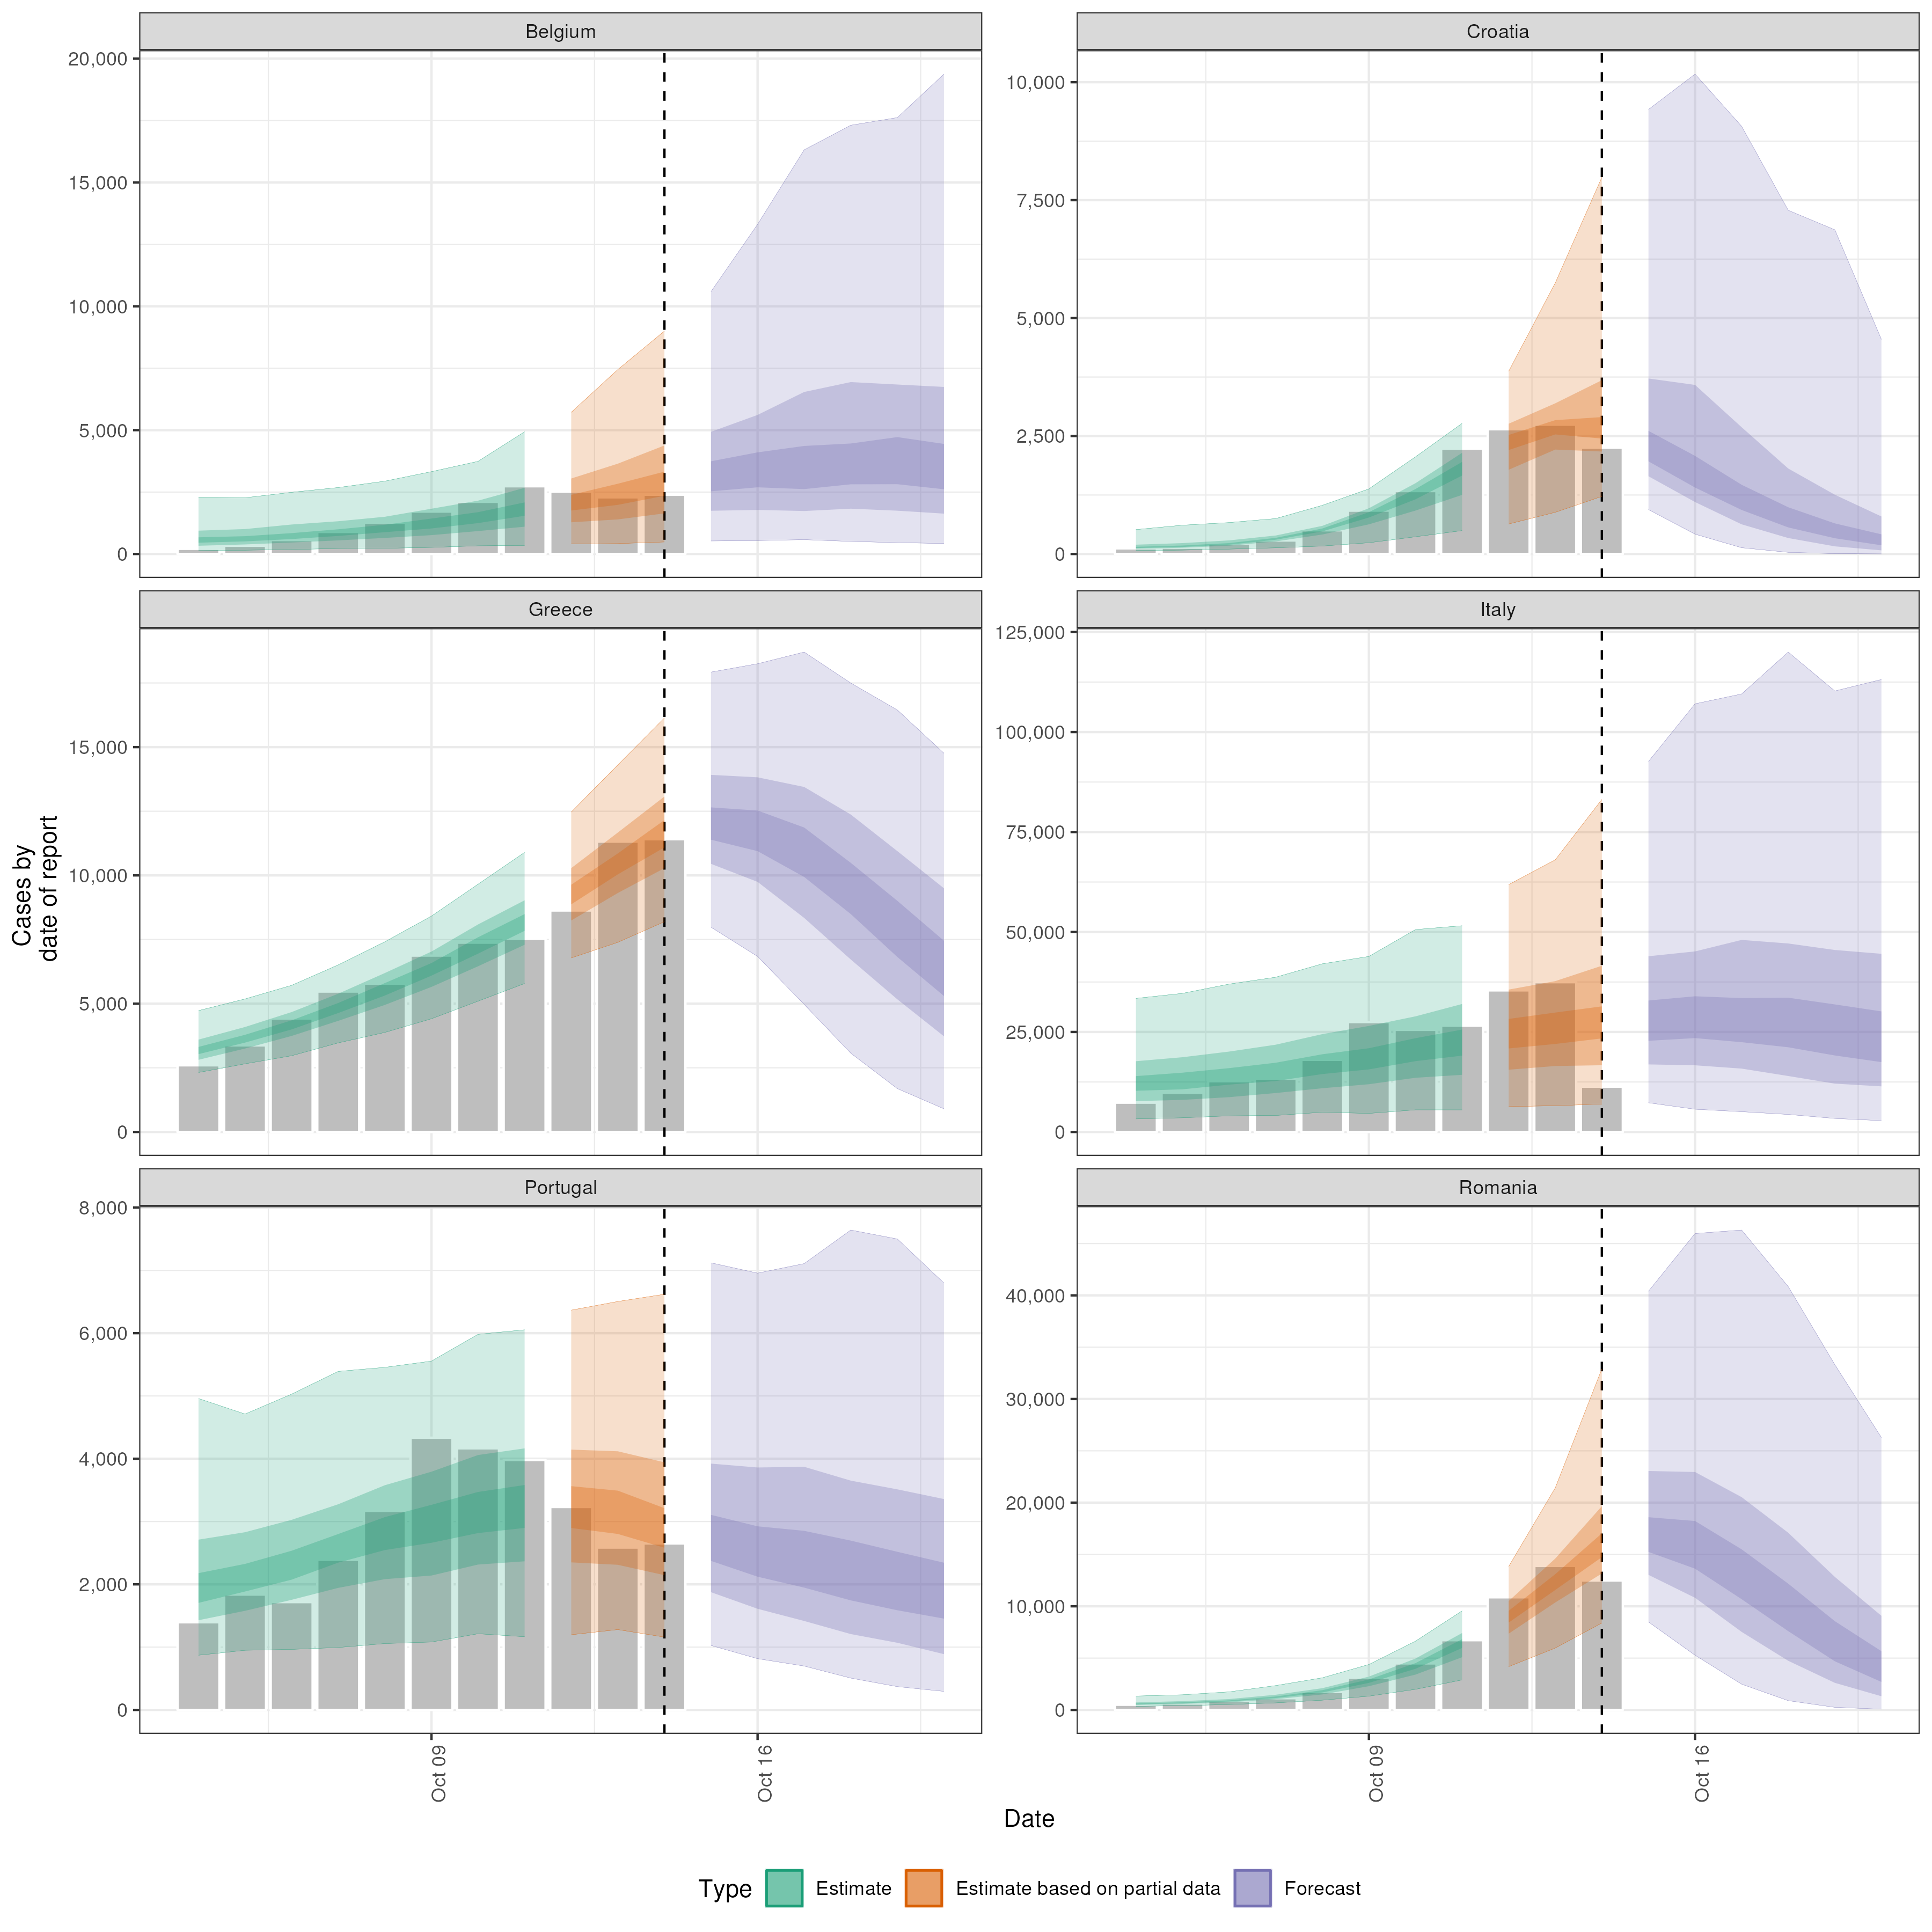 Belgium
20,000
15,000
10,000
5,000
0
Croatia
10,000
7,500
5,000
2,500
0
Greece
15,000
10,000
5,000
0
Italy
125,000
100,000
75,000
50,000
25,000
0
Portugal
8,000
6,000
4,000
2,000
0
Romania
40,000
30,000
20,000
10,000
0
Cases by
date of report
Oct 09
Oct 16
Oct 09
Oct 16
Date
Type Estimate Estimate based on partial data Forecast